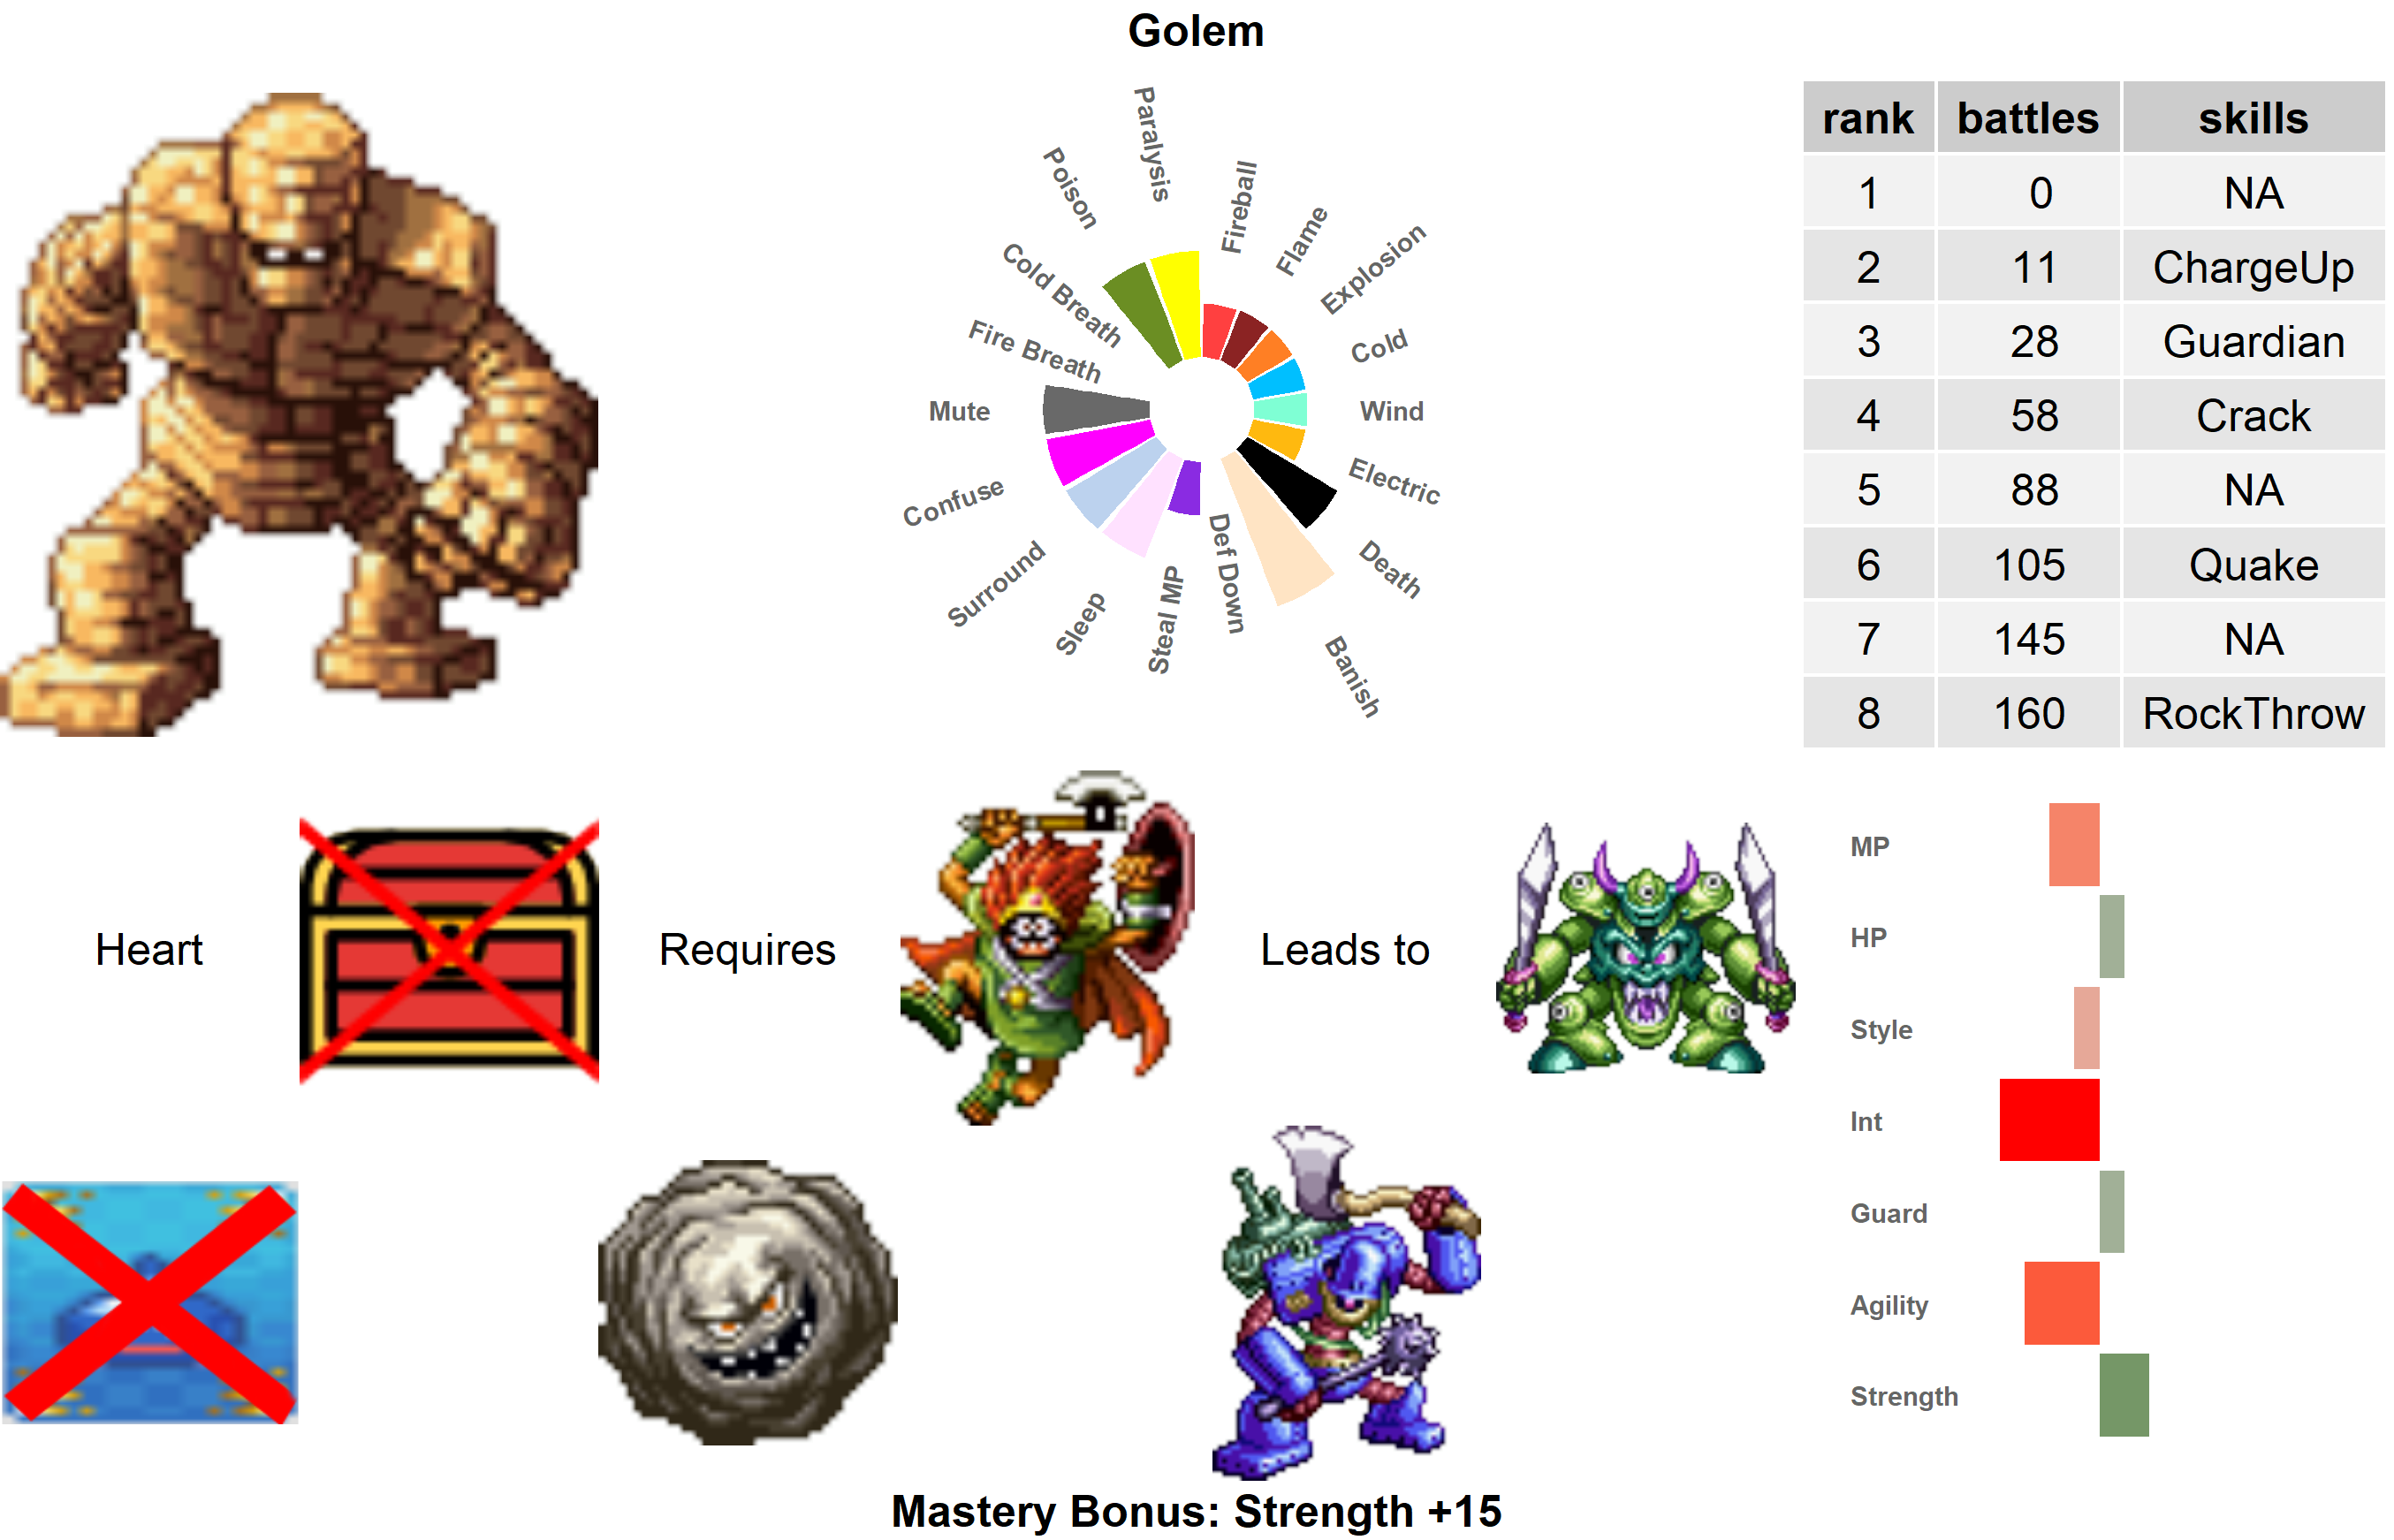 Golem
Paralysis
Poison
Cold Breath
Fire Breath
Mute
Confuse
Surround
Sleep
Steal MP
Def Down
Banish
Death
Electric
Wind
Cold
Explosion
Flame
Fireball
rank battles skills
1 0 NA
2 11 ChargeUp
3 28 Guardian
4 58 Crack
5 88 NA
6 105 Quake
7 145 NA
8 160 RockThrow
Heart
Requires
Leads to
MP
HP
Style
Int
Guard
Agility
Strength
Mastery Bonus: Strength +15